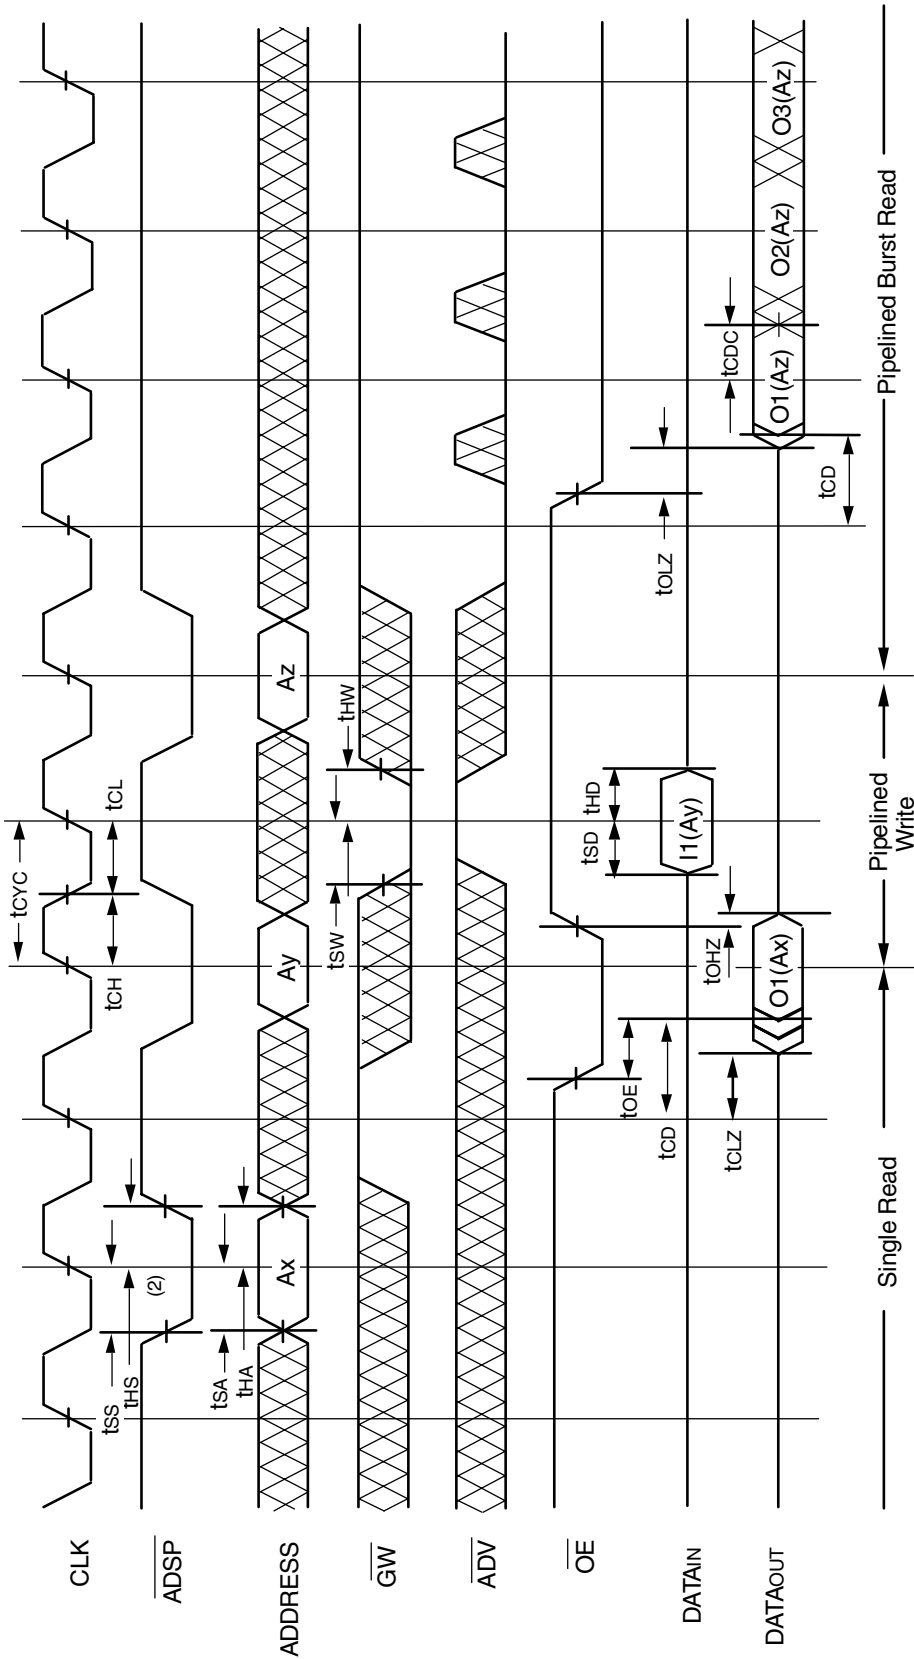 CLK
ADSP
ADDRESS
GW
ADV
OE
DATAIN
DATAOUT
tCYC
tCH
tCL
tSS
tHS
(2)
tSA
tHA
Ax
Ay
Az
tSW
tHW
tOE
tCD
tCLZ
tOHZ
tSD
tHD
I1(Ay)
O1(Ax)
tOLZ
tCD
tCDC
O1(Az)
O2(Az)
O3(Az)
Single Read
Pipelined
Write
Pipelined Burst Read